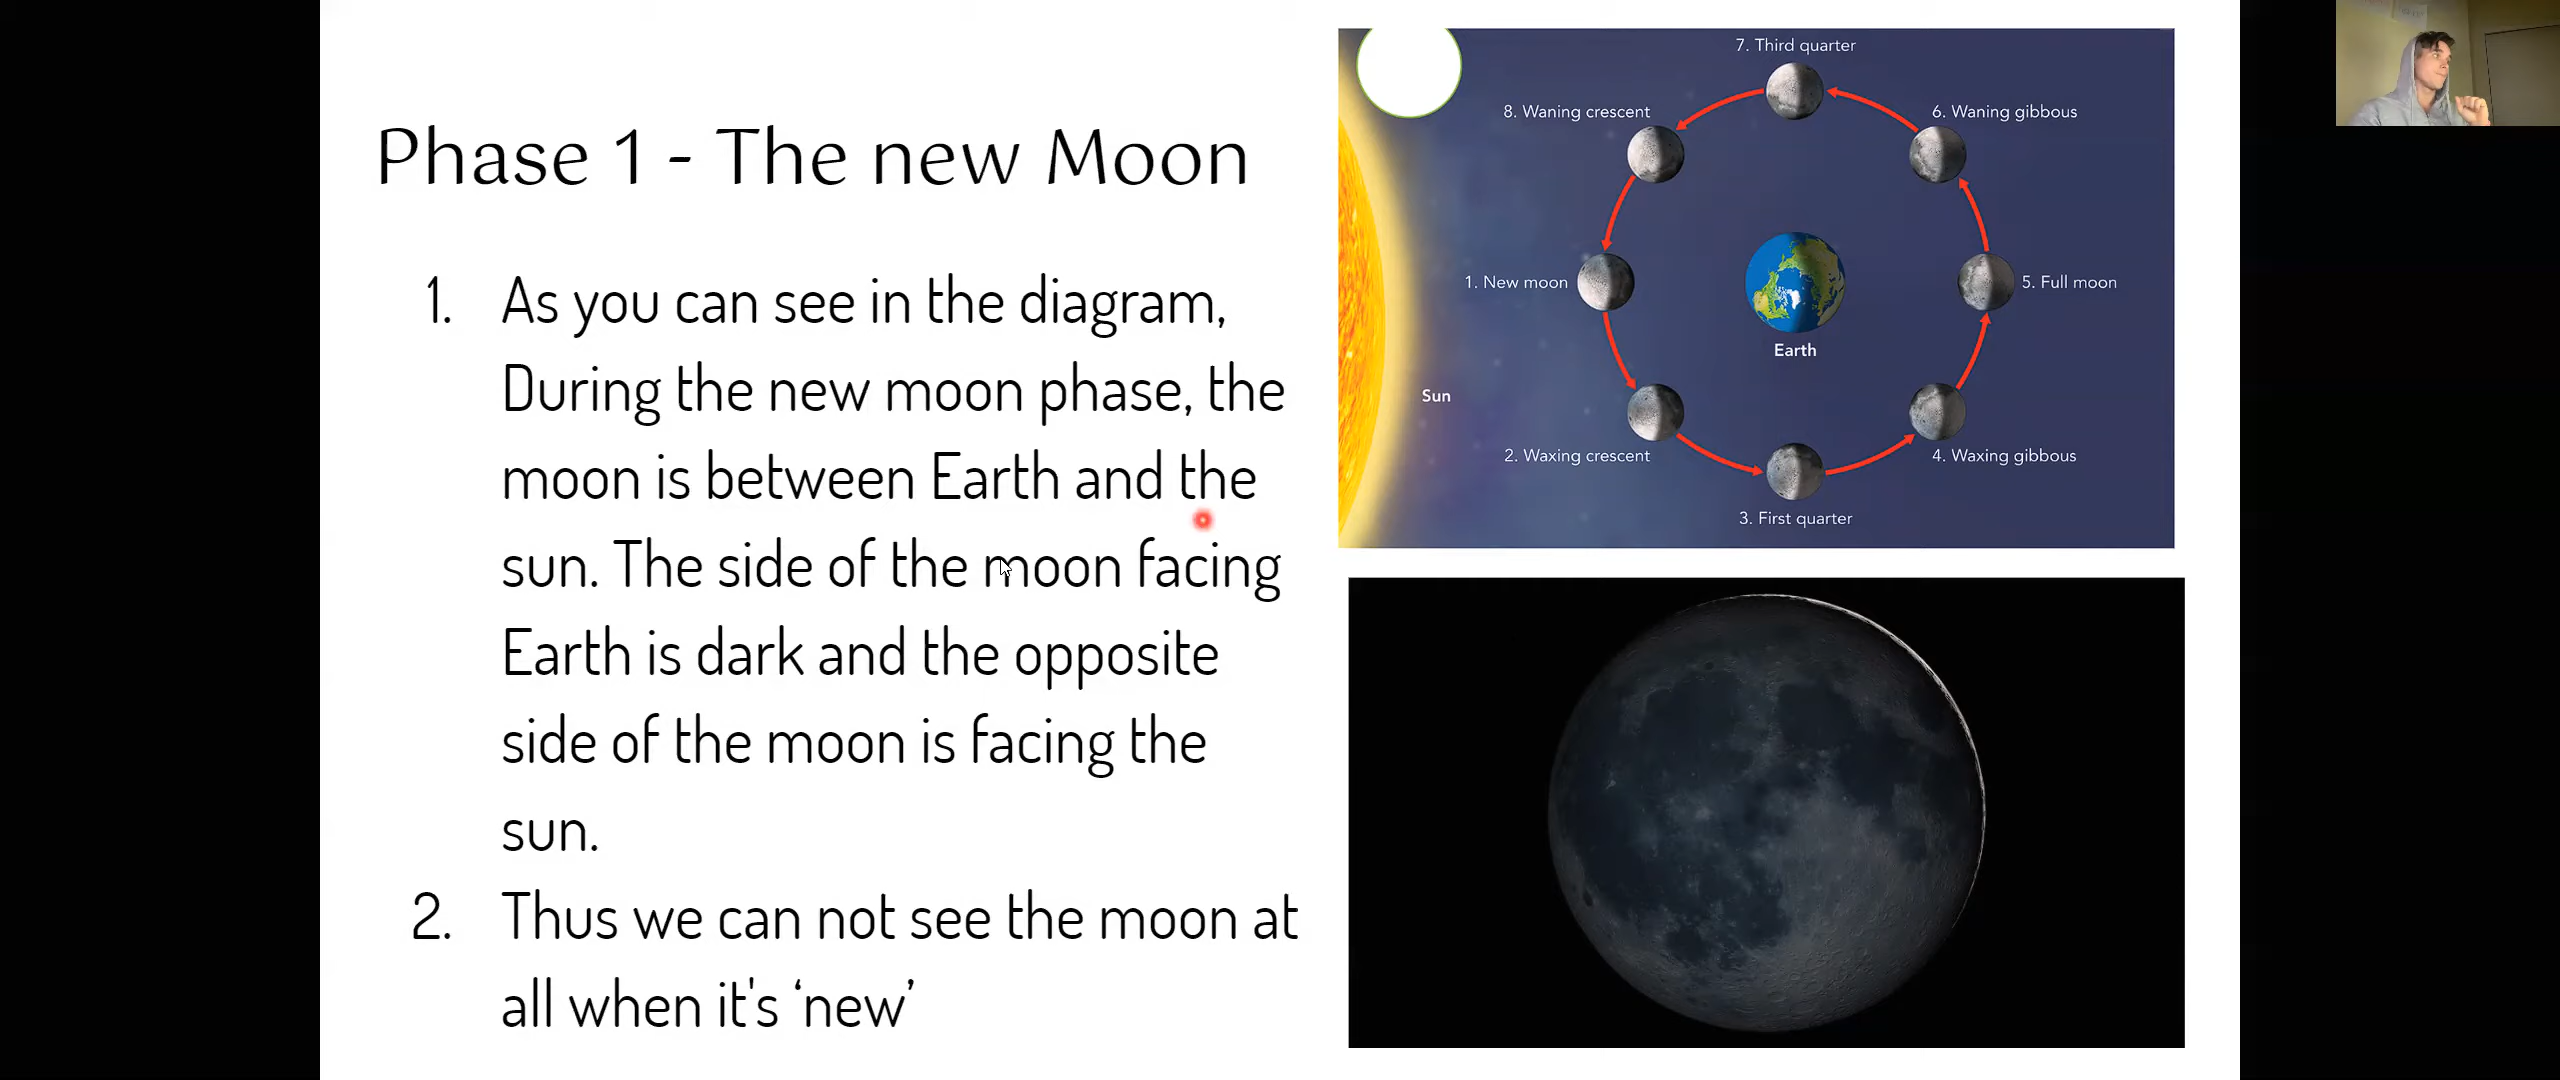 Phase 1 - The new Moon
1. As you can see in the diagram,
During the new moon phase, the
moon is between Earth and the
sun. The side of the moon facing
Earth is dark and the opposite
side of the moon is facing the
sun.
2. Thus we can not see the moon at
all when it's ‘new’
7. Third quarter
8. Waning crescent
6. Waning gibbous
1. New moon
5. Full moon
Earth
Sun
2. Waxing crescent
4. Waxing gibbous
3. First quarter